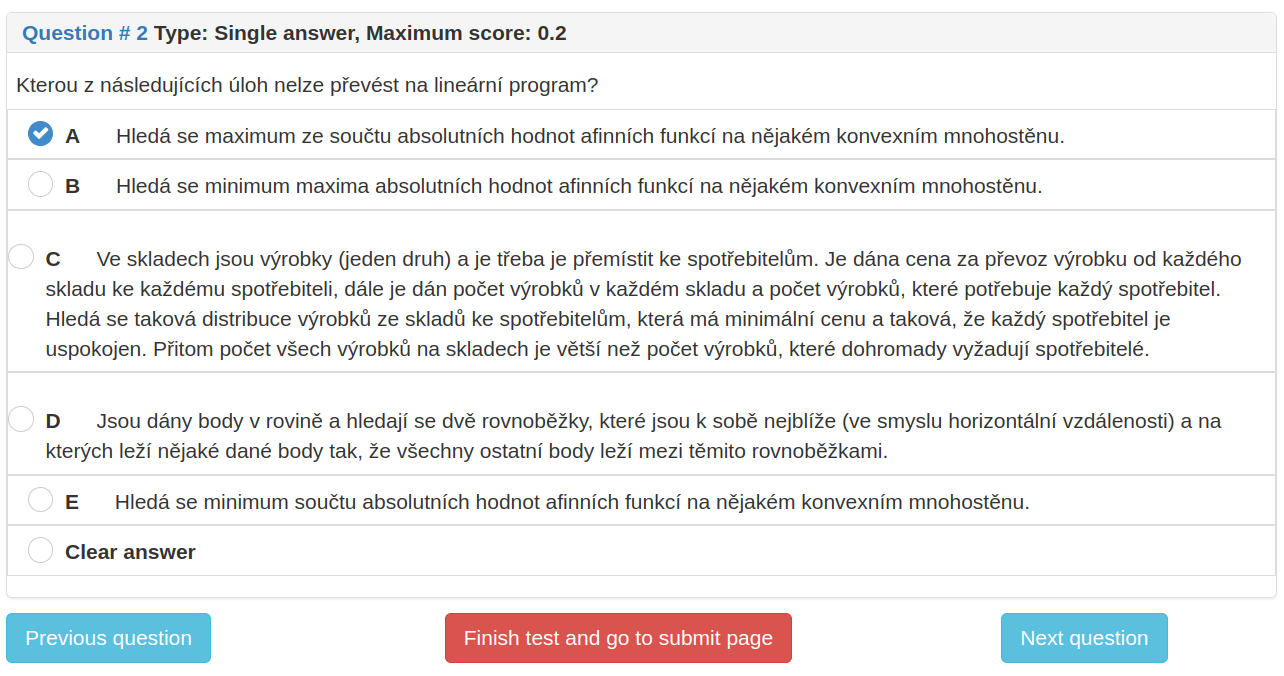 Question # 2 Type: Single answer, Maximum score: 0.2
Kterou z následujících úloh nelze převést na lineární program?
A Hledá se maximum ze součtu absolutních hodnot afinních funkcí na nějakém konvexním mnohostěnu.
B Hledá se minimum maxima absolutních hodnot afinních funkcí na nějakém konvexním mnohostěnu.
C Ve skladech jsou výrobky (jeden druh) a je třeba je přemístit ke spotřebitelům. Je dána cena za převoz výrobku od každého
skladu ke každému spotřebiteli, dále je dán počet výrobků v každém skladu a počet výrobků, které potřebuje každý spotřebitel.
Hledá se taková distribuce výrobků ze skladů ke spotřebitelům, která má minimální cenu a taková, že každý spotřebitel je
uspokojen. Přitom počet všech výrobků na skladech je větší než počet výrobků, které dohromady vyžadují spotřebitelé.
D Jsou dány body v rovině a hledají se dvě rovnoběžky, které jsou k sobě nejblíže (ve smyslu horizontální vzdálenosti) a na
kterých leží nějaké dané body tak, že všechny ostatní body leží mezi těmito rovnoběžkami.
E Hledá se minimum součtu absolutních hodnot afinních funkcí na nějakém konvexním mnohostěnu.
Clear answer
Previous question Finish test and go to submit page Next question